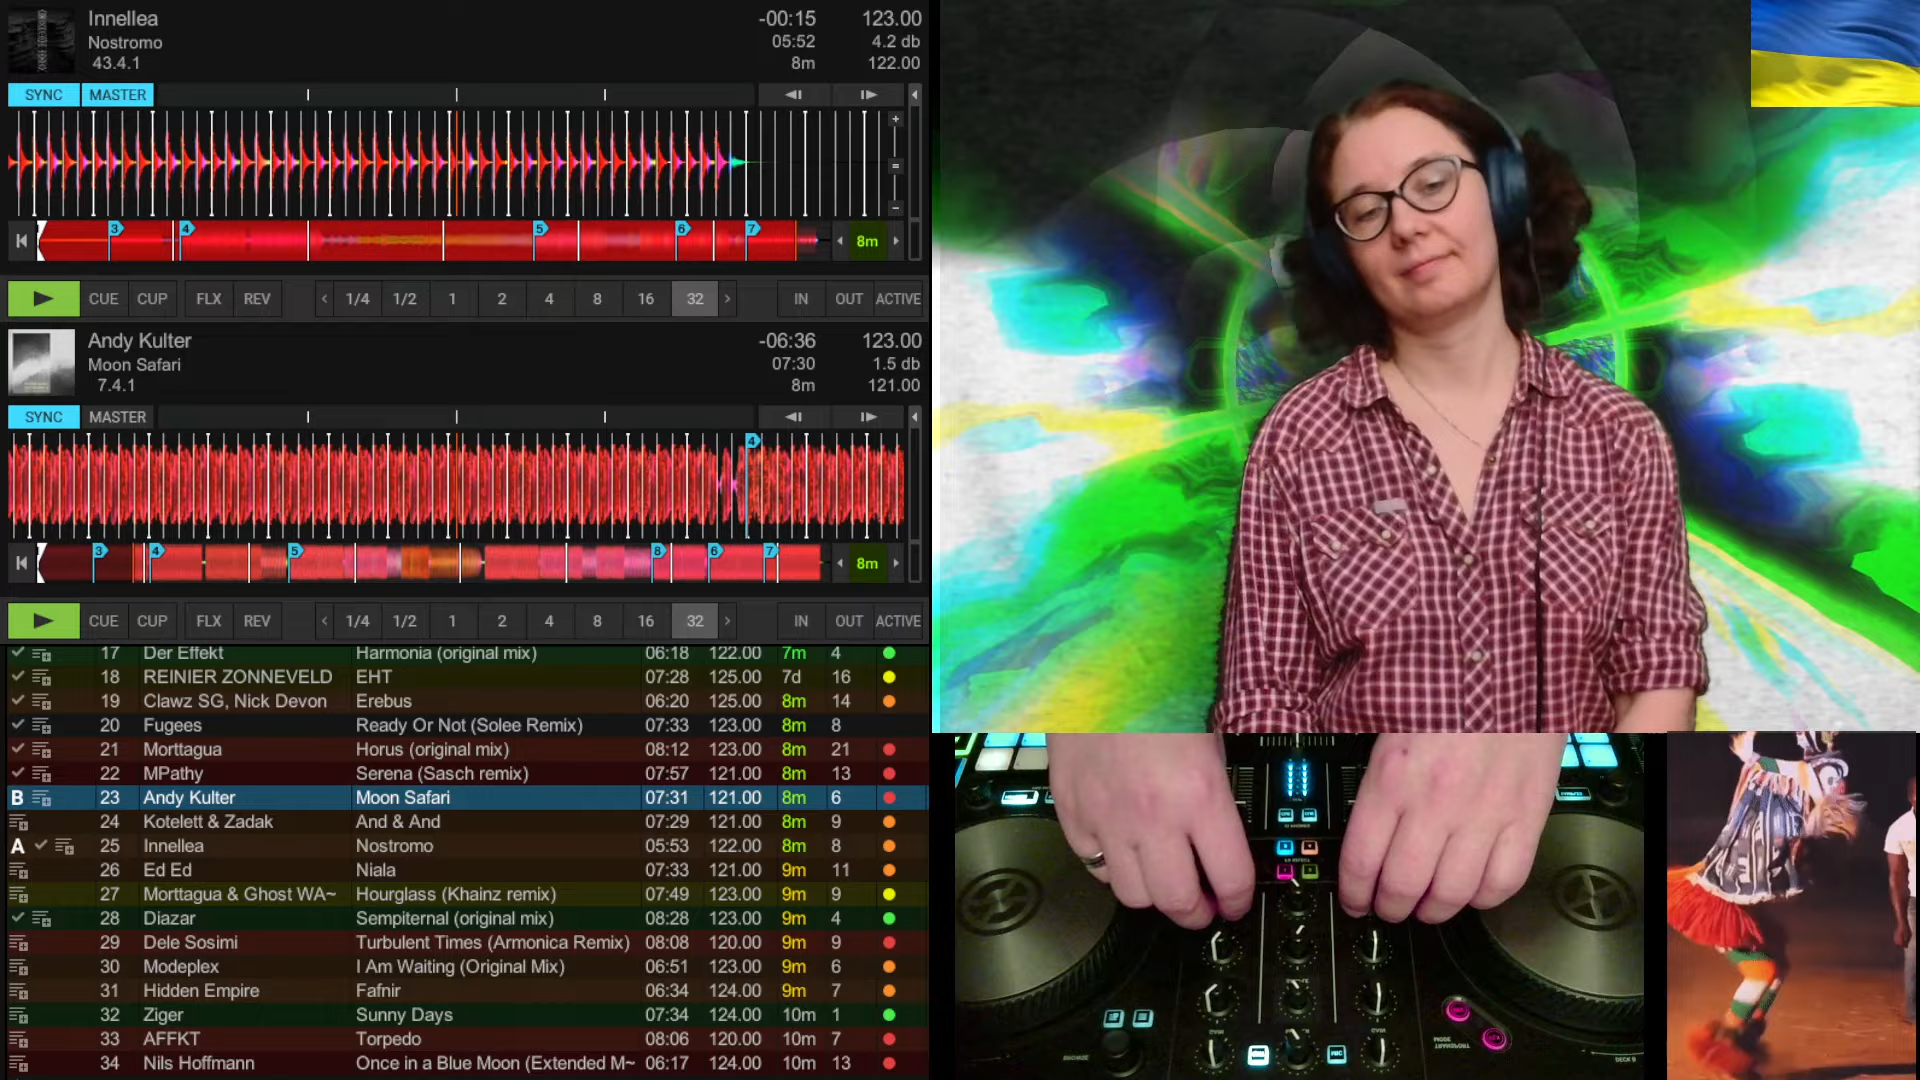 Innellea -00:15 123.00
Nostromo 05:52 4.2 db
43.4.1 8m 122.00
SYNC MASTER
3 4 5 6 7 8m
CUE CUP FLX REV 1/4 1/2 1 2 4 8 16 32 IN OUT ACTIVE
Andy Kulter -06:36 123.00
Moon Safari 07:30 1.5 db
7.4.1 8m 121.00
SYNC MASTER
4
3 4 5 8 6 7 8m
CUE CUP FLX REV 1/4 1/2 1 2 4 8 16 32 IN OUT ACTIVE
17 Der Effekt Harmonia (original mix) 06:18 122.00 7m 4
18 REINIER ZONNEVELD EHT 07:28 125.00 7d 16
19 Clawz SG, Nick Devon Erebus 06:20 125.00 8m 14
20 Fugees Ready Or Not (Solee Remix) 07:33 123.00 8m 8
21 Morttagua Horus (original mix) 08:12 123.00 8m 21
22 MPathy Serena (Sasch remix) 07:57 121.00 8m 13
B 23 Andy Kulter Moon Safari 07:31 121.00 8m 6
24 Kotelett & Zadak And & And 07:29 121.00 8m 9
A 25 Innellea Nostromo 05:53 122.00 8m 8
26 Ed Ed Niala 07:33 121.00 9m 11
27 Morttagua & Ghost WA~ Hourglass (Khainz remix) 07:49 123.00 9m 9
28 Diazar Sempiternal (original mix) 08:28 123.00 9m 4
29 Dele Sosimi Turbulent Times (Armonica Remix) 08:08 120.00 9m 9
30 Modeplex I Am Waiting (Original Mix) 06:51 123.00 9m 6
31 Hidden Empire Fafnir 06:34 124.00 9m 7
32 Ziger Sunny Days 07:34 124.00 10m 1
33 AFFKT Torpedo 08:06 120.00 10m 7
34 Nils Hoffmann Once in a Blue Moon (Extended M~ 06:17 124.00 10m 13